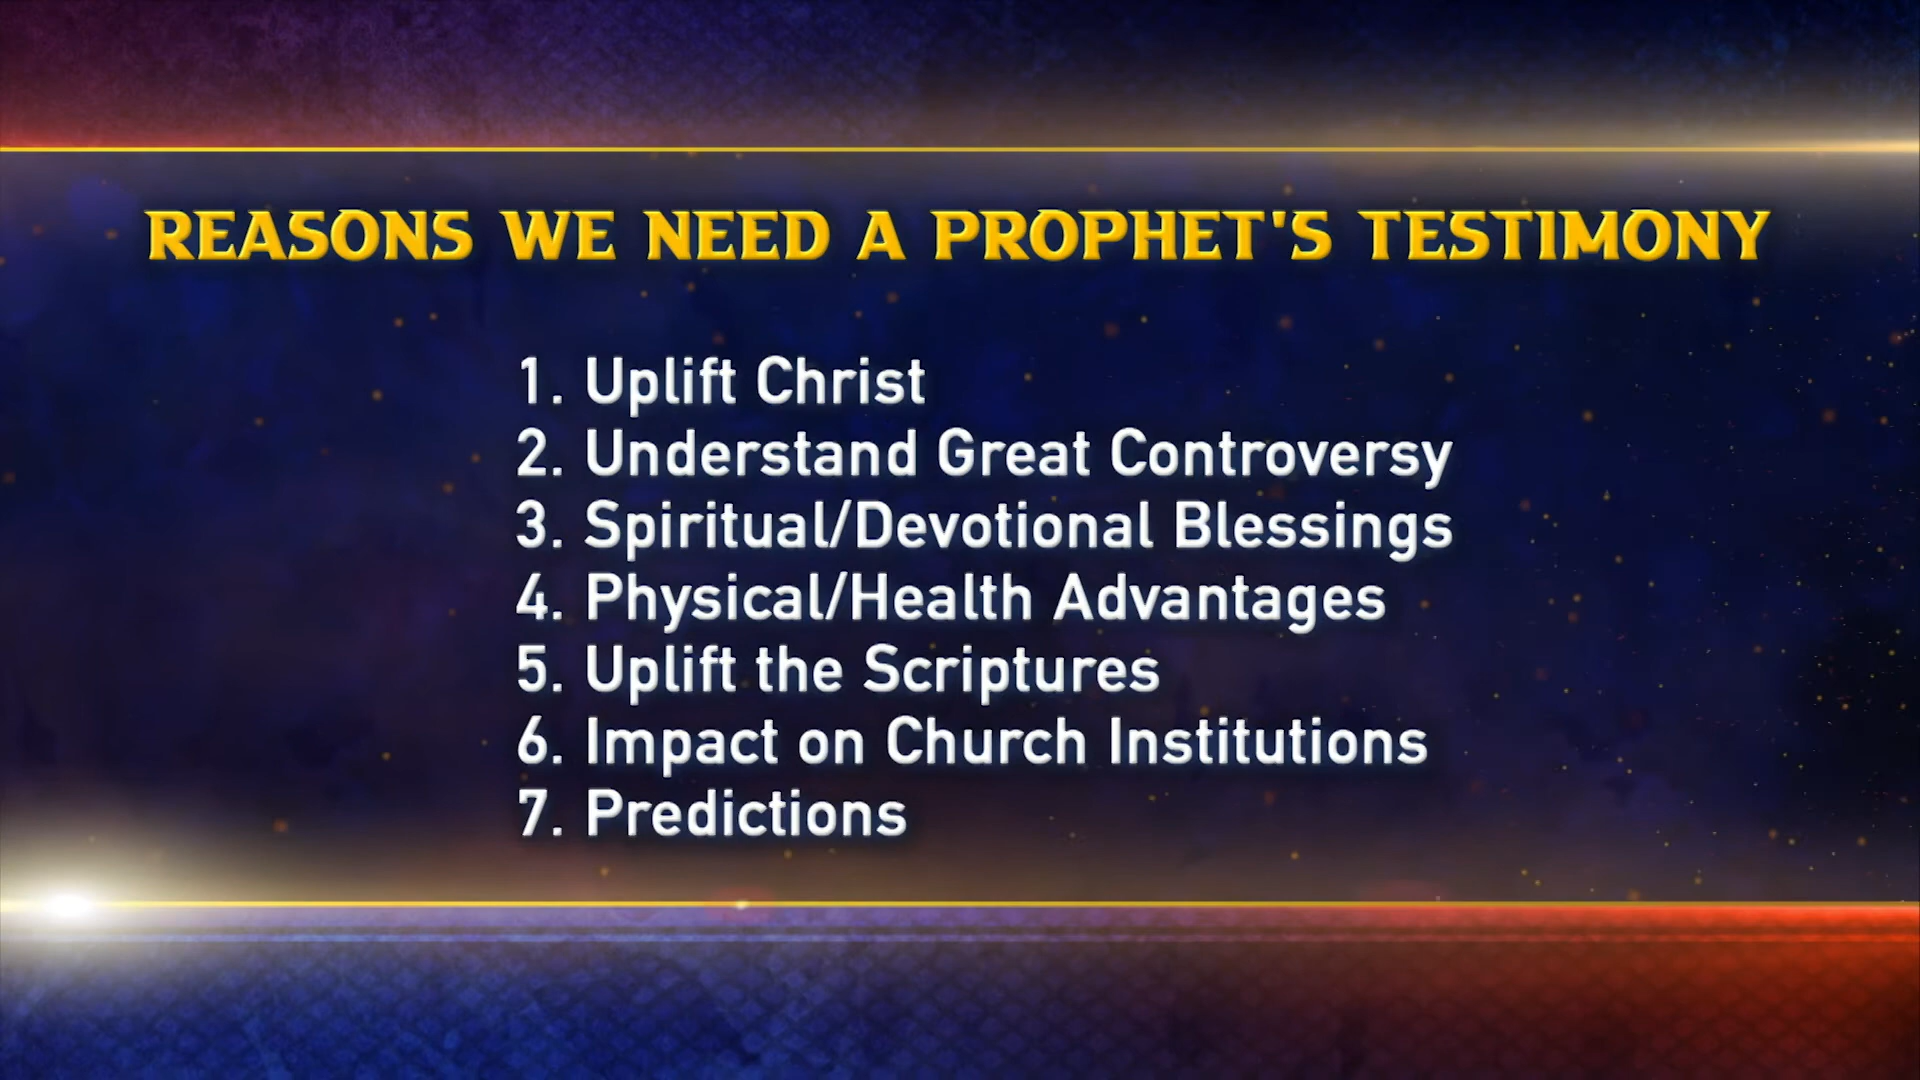 REASONS WE NEED A PROPHET'S TESTIMONY
1. Uplift Christ
2. Understand Great Controversy
3. Spiritual/Devotional Blessings
4. Physical/Health Advantages
5. Uplift the Scriptures
6. Impact on Church Institutions
7. Predictions